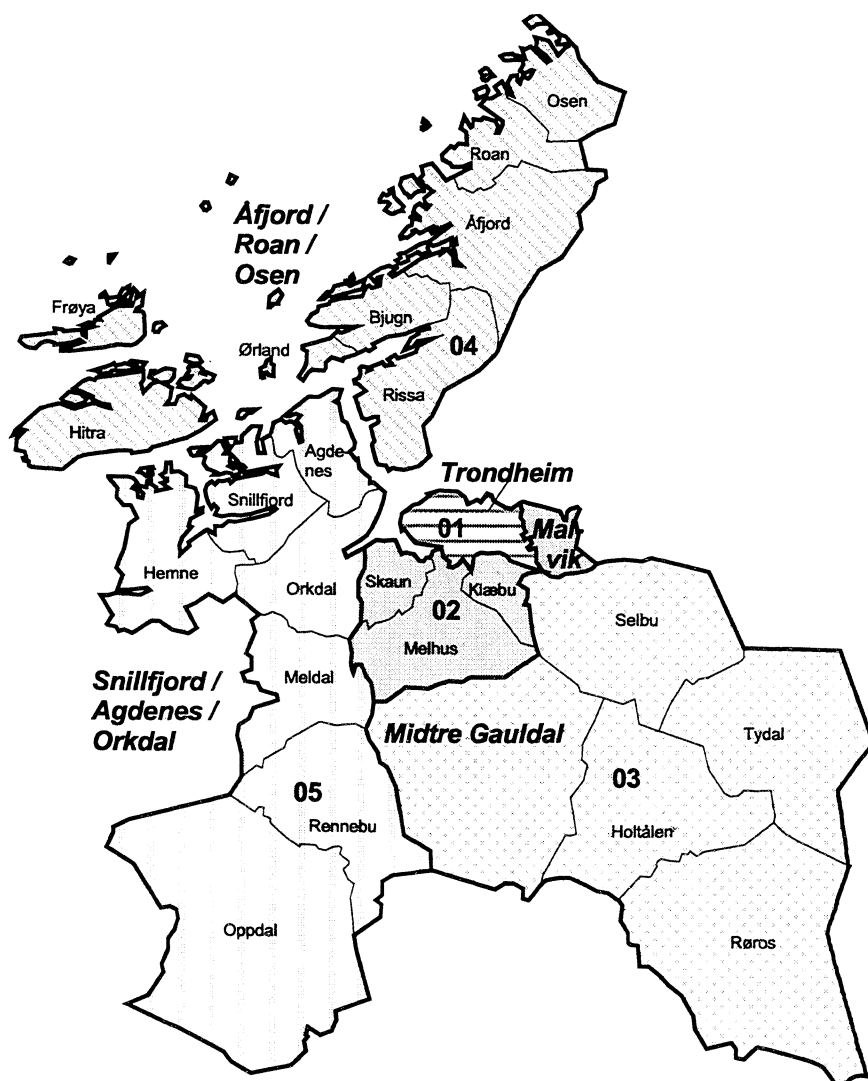 Osen
Roan
Åfjord /
Roan /
Osen
Åfjord
Frøya
Bjugn
Ørland
04
Rissa
Hitra
Agde-
nes
Trondheim
Snillfjord
01
Mal-
vik
Hemne
Skaun
Klæbu
Orkdal
02
Selbu
Melhus
Snillfjord /
Agdenes /
Orkdal
Meldal
Midtre Gauldal
Tydal
05
03
Rennebu
Holtålen
Oppdal
Røros